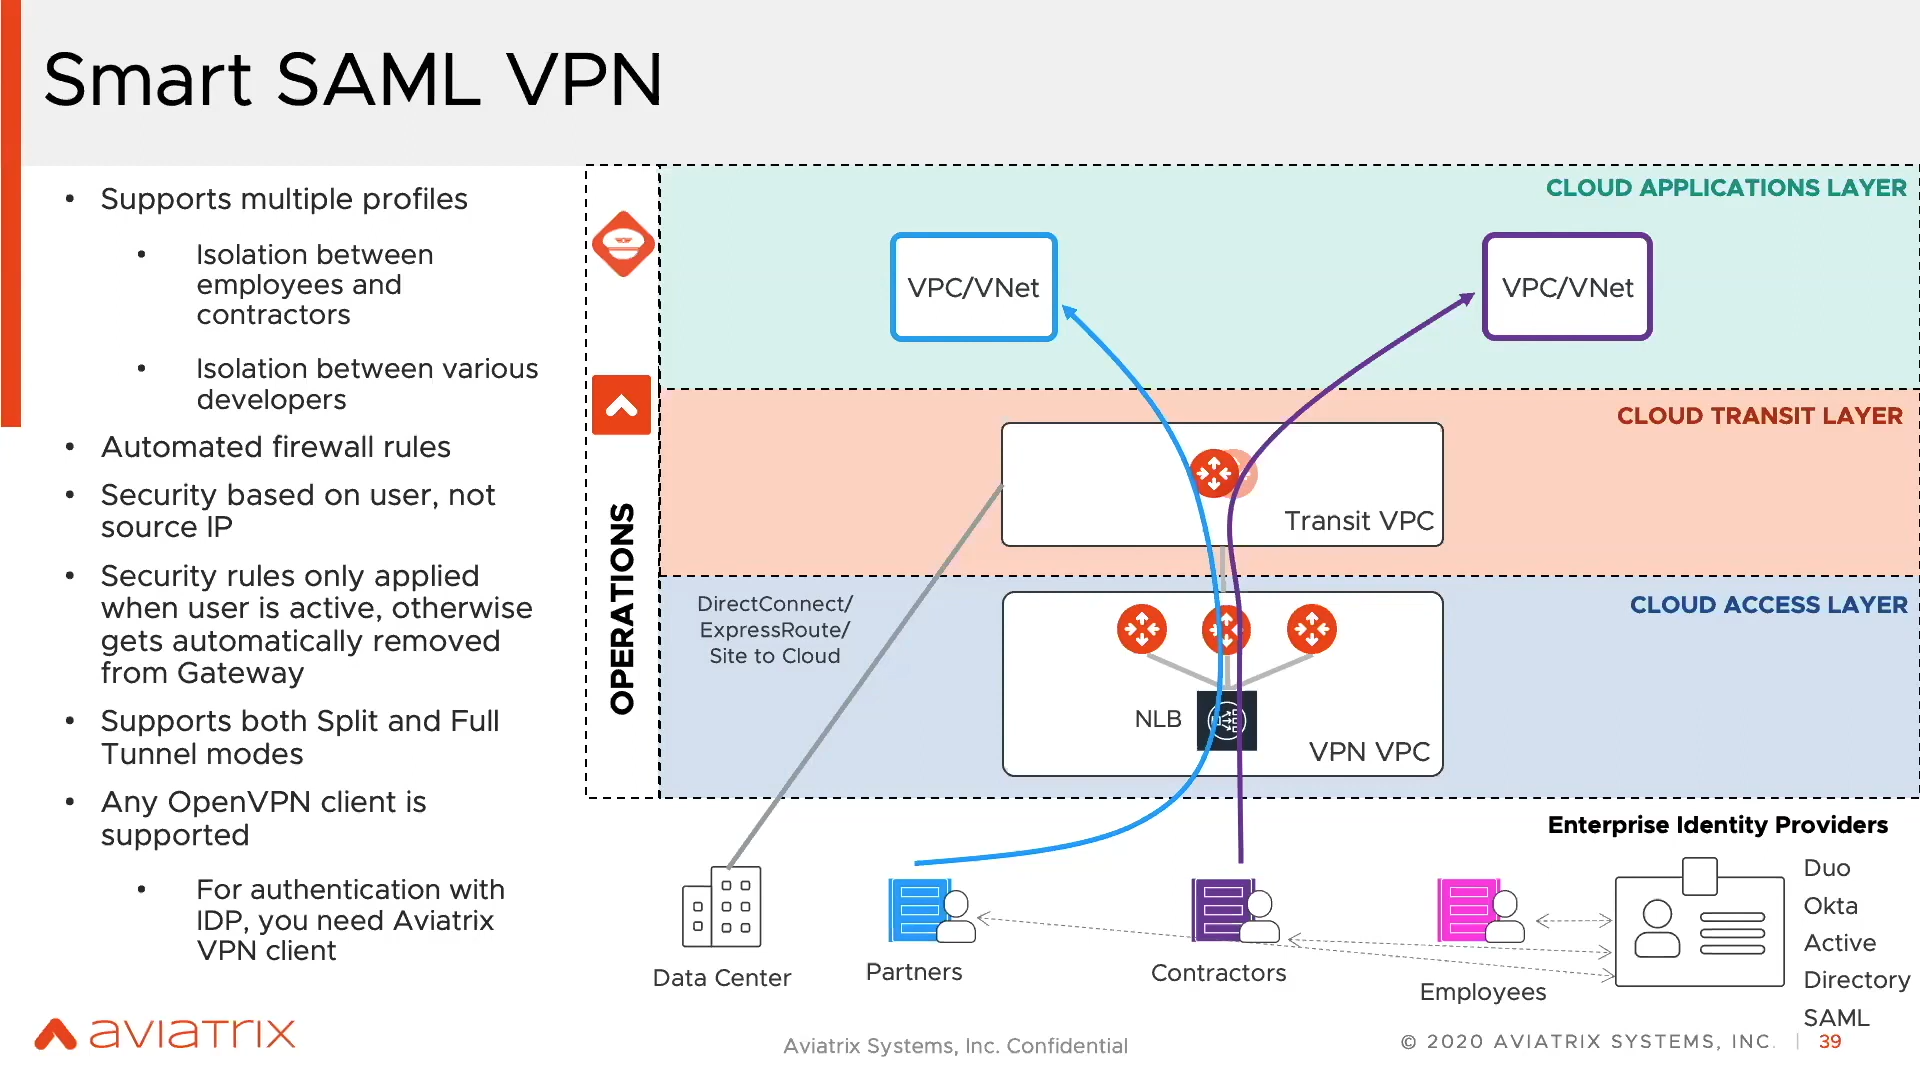 Smart SAML VPN
• Supports multiple profiles
• Isolation between
employees and
contractors
• Isolation between various
developers
• Automated firewall rules
• Security based on user, not
source IP
• Security rules only applied
when user is active, otherwise
gets automatically removed
from Gateway
• Supports both Split and Full
Tunnel modes
• Any OpenVPN client is
supported
• For authentication with
IDP, you need Aviatrix
VPN client
OPERATIONS
CLOUD APPLICATIONS LAYER
VPC/VNet
VPC/VNet
CLOUD TRANSIT LAYER
Transit VPC
CLOUD ACCESS LAYER
DirectConnect/
ExpressRoute/
Site to Cloud
NLB
VPN VPC
Enterprise Identity Providers
Duo
Okta
Active
Directory
SAML
Data Center
Partners
Contractors
Employees
aviatrix
Aviatrix Systems, Inc. Confidential
© 2020 AVIATRIX SYSTEMS, INC. | 39